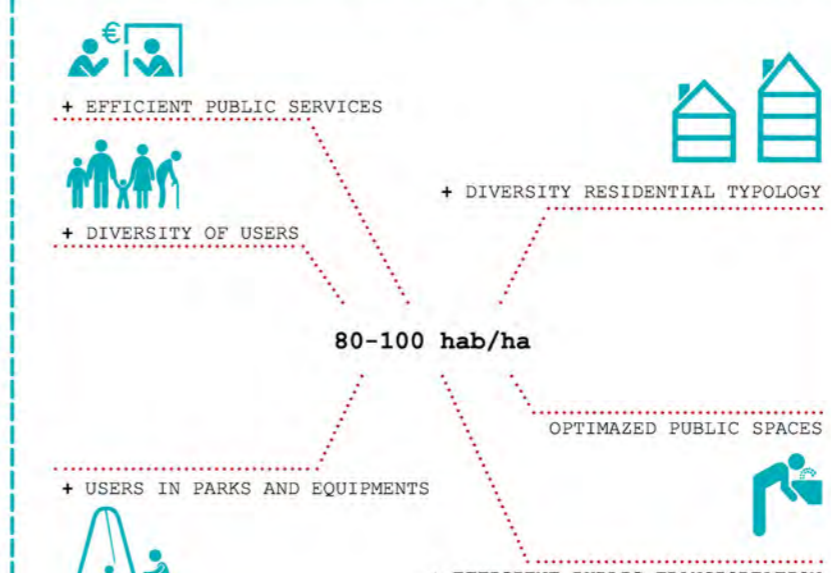 €
+ EFFICIENT PUBLIC SERVICES
+ DIVERSITY RESIDENTIAL TYPOLOGY
+ DIVERSITY OF USERS
80-100 hab/ha
OPTIMAZED PUBLIC SPACES
+ USERS IN PARKS AND EQUIPMENTS